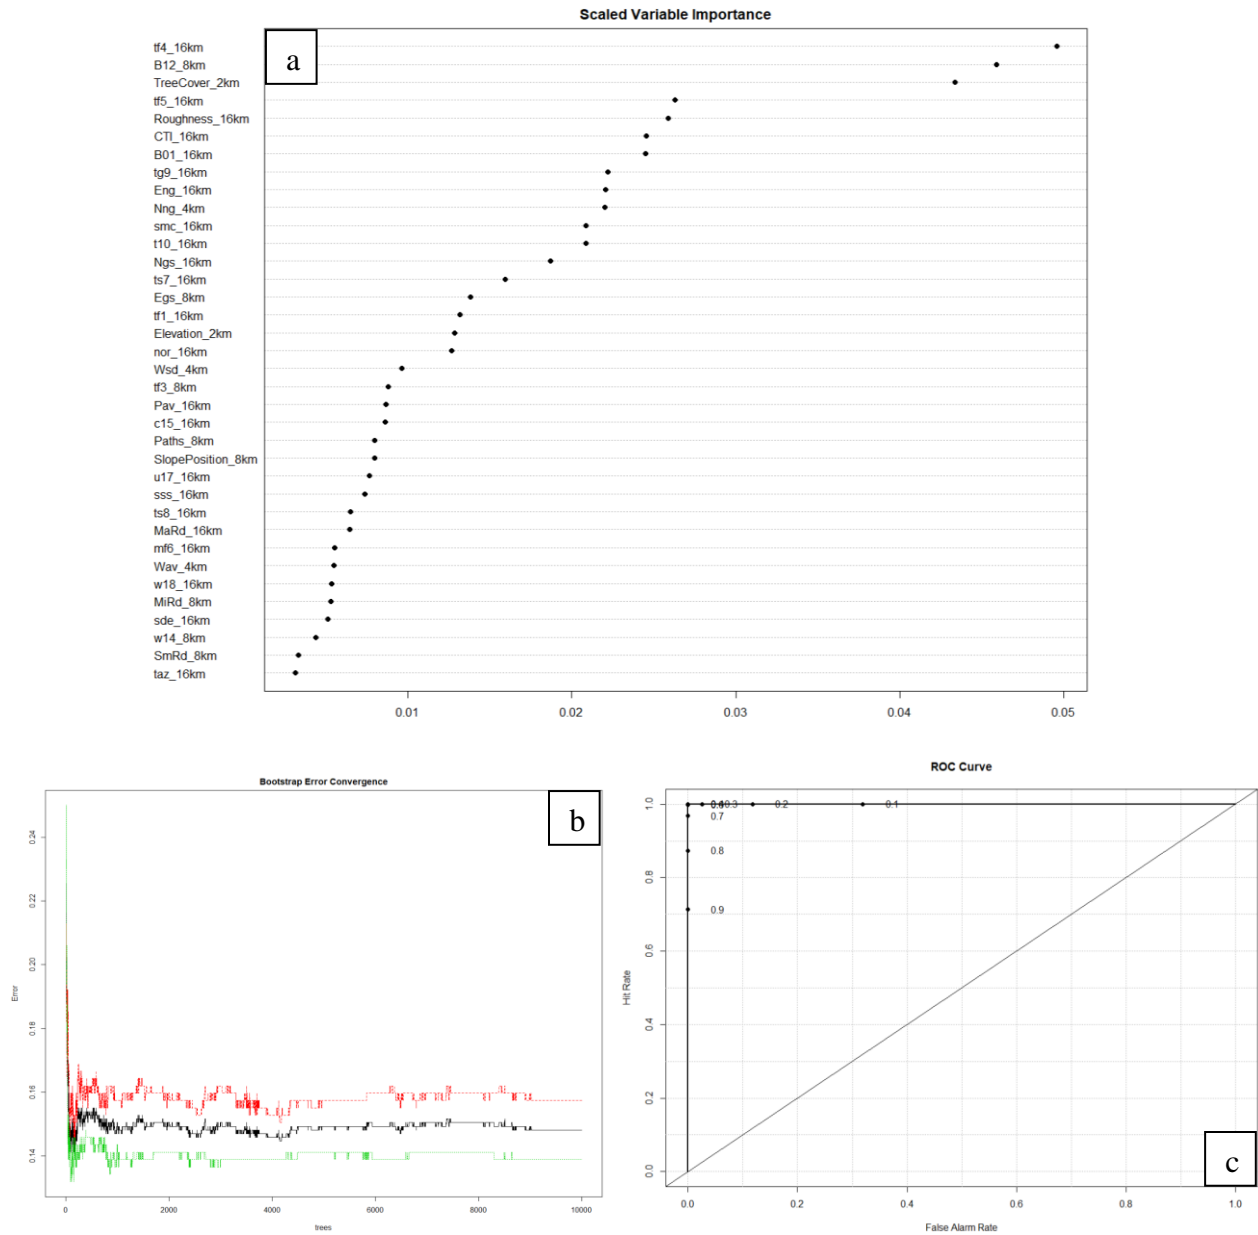 Scaled Variable Importance
a
tf4_16km
B12_8km
TreeCover_2km
tf5_16km
Roughness_16km
CTI_16km
B01_16km
tg9_16km
Eng_16km
Nng_4km
smc_16km
t10_16km
Ngs_16km
ts7_16km
Egs_8km
tf1_16km
Elevation_2km
nor_16km
Wsd_4km
tf3_8km
Pav_16km
c15_16km
Paths_8km
SlopePosition_8km
u17_16km
sss_16km
ts8_16km
MaRd_16km
mf6_16km
Wav_4km
w18_16km
MiRd_8km
sde_16km
w14_8km
SmRd_8km
taz_16km
0.01 0.02 0.03 0.04 0.05
Bootstrap Error Convergence
b
Error
0.24
0.22
0.20
0.18
0.16
0.14
0 2000 4000 6000 8000 10000
trees
ROC Curve
c
Hit Rate
1.0
0.8
0.6
0.4
0.2
0.0
0.3 0.2 0.1
0.7
0.8
0.9
0.0 0.2 0.4 0.6 0.8 1.0
False Alarm Rate